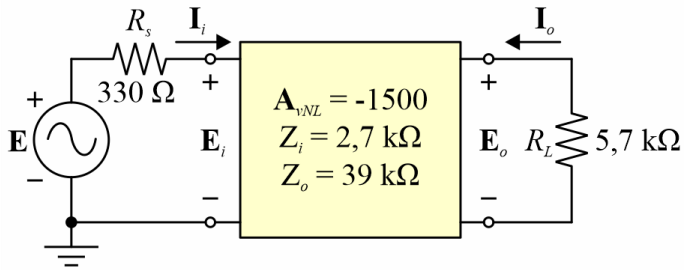 R_s
I_i
I_o
330 Ω
+
+
+
A_vNL = -1500
E
E_i
Z_i = 2,7 kΩ
E_o
R_L
5,7 kΩ
Z_o = 39 kΩ
−
−
−